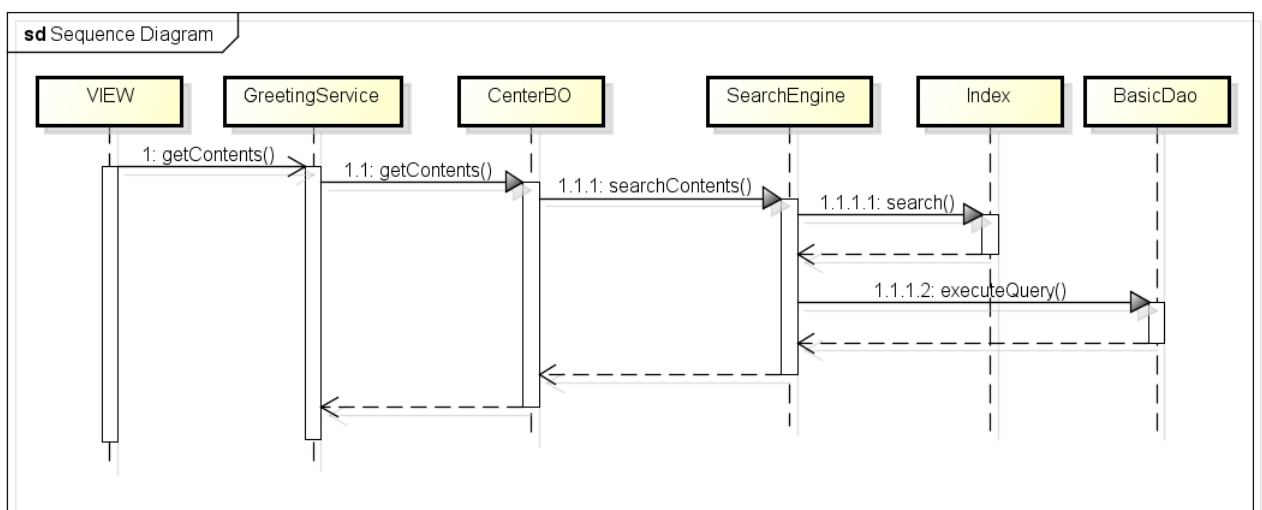 sd Sequence Diagram
VIEW
GreetingService
CenterBO
SearchEngine
Index
BasicDao
1: getContents()
1.1: getContents()
1.1.1: searchContents()
1.1.1.1: search()
1.1.1.2: executeQuery()